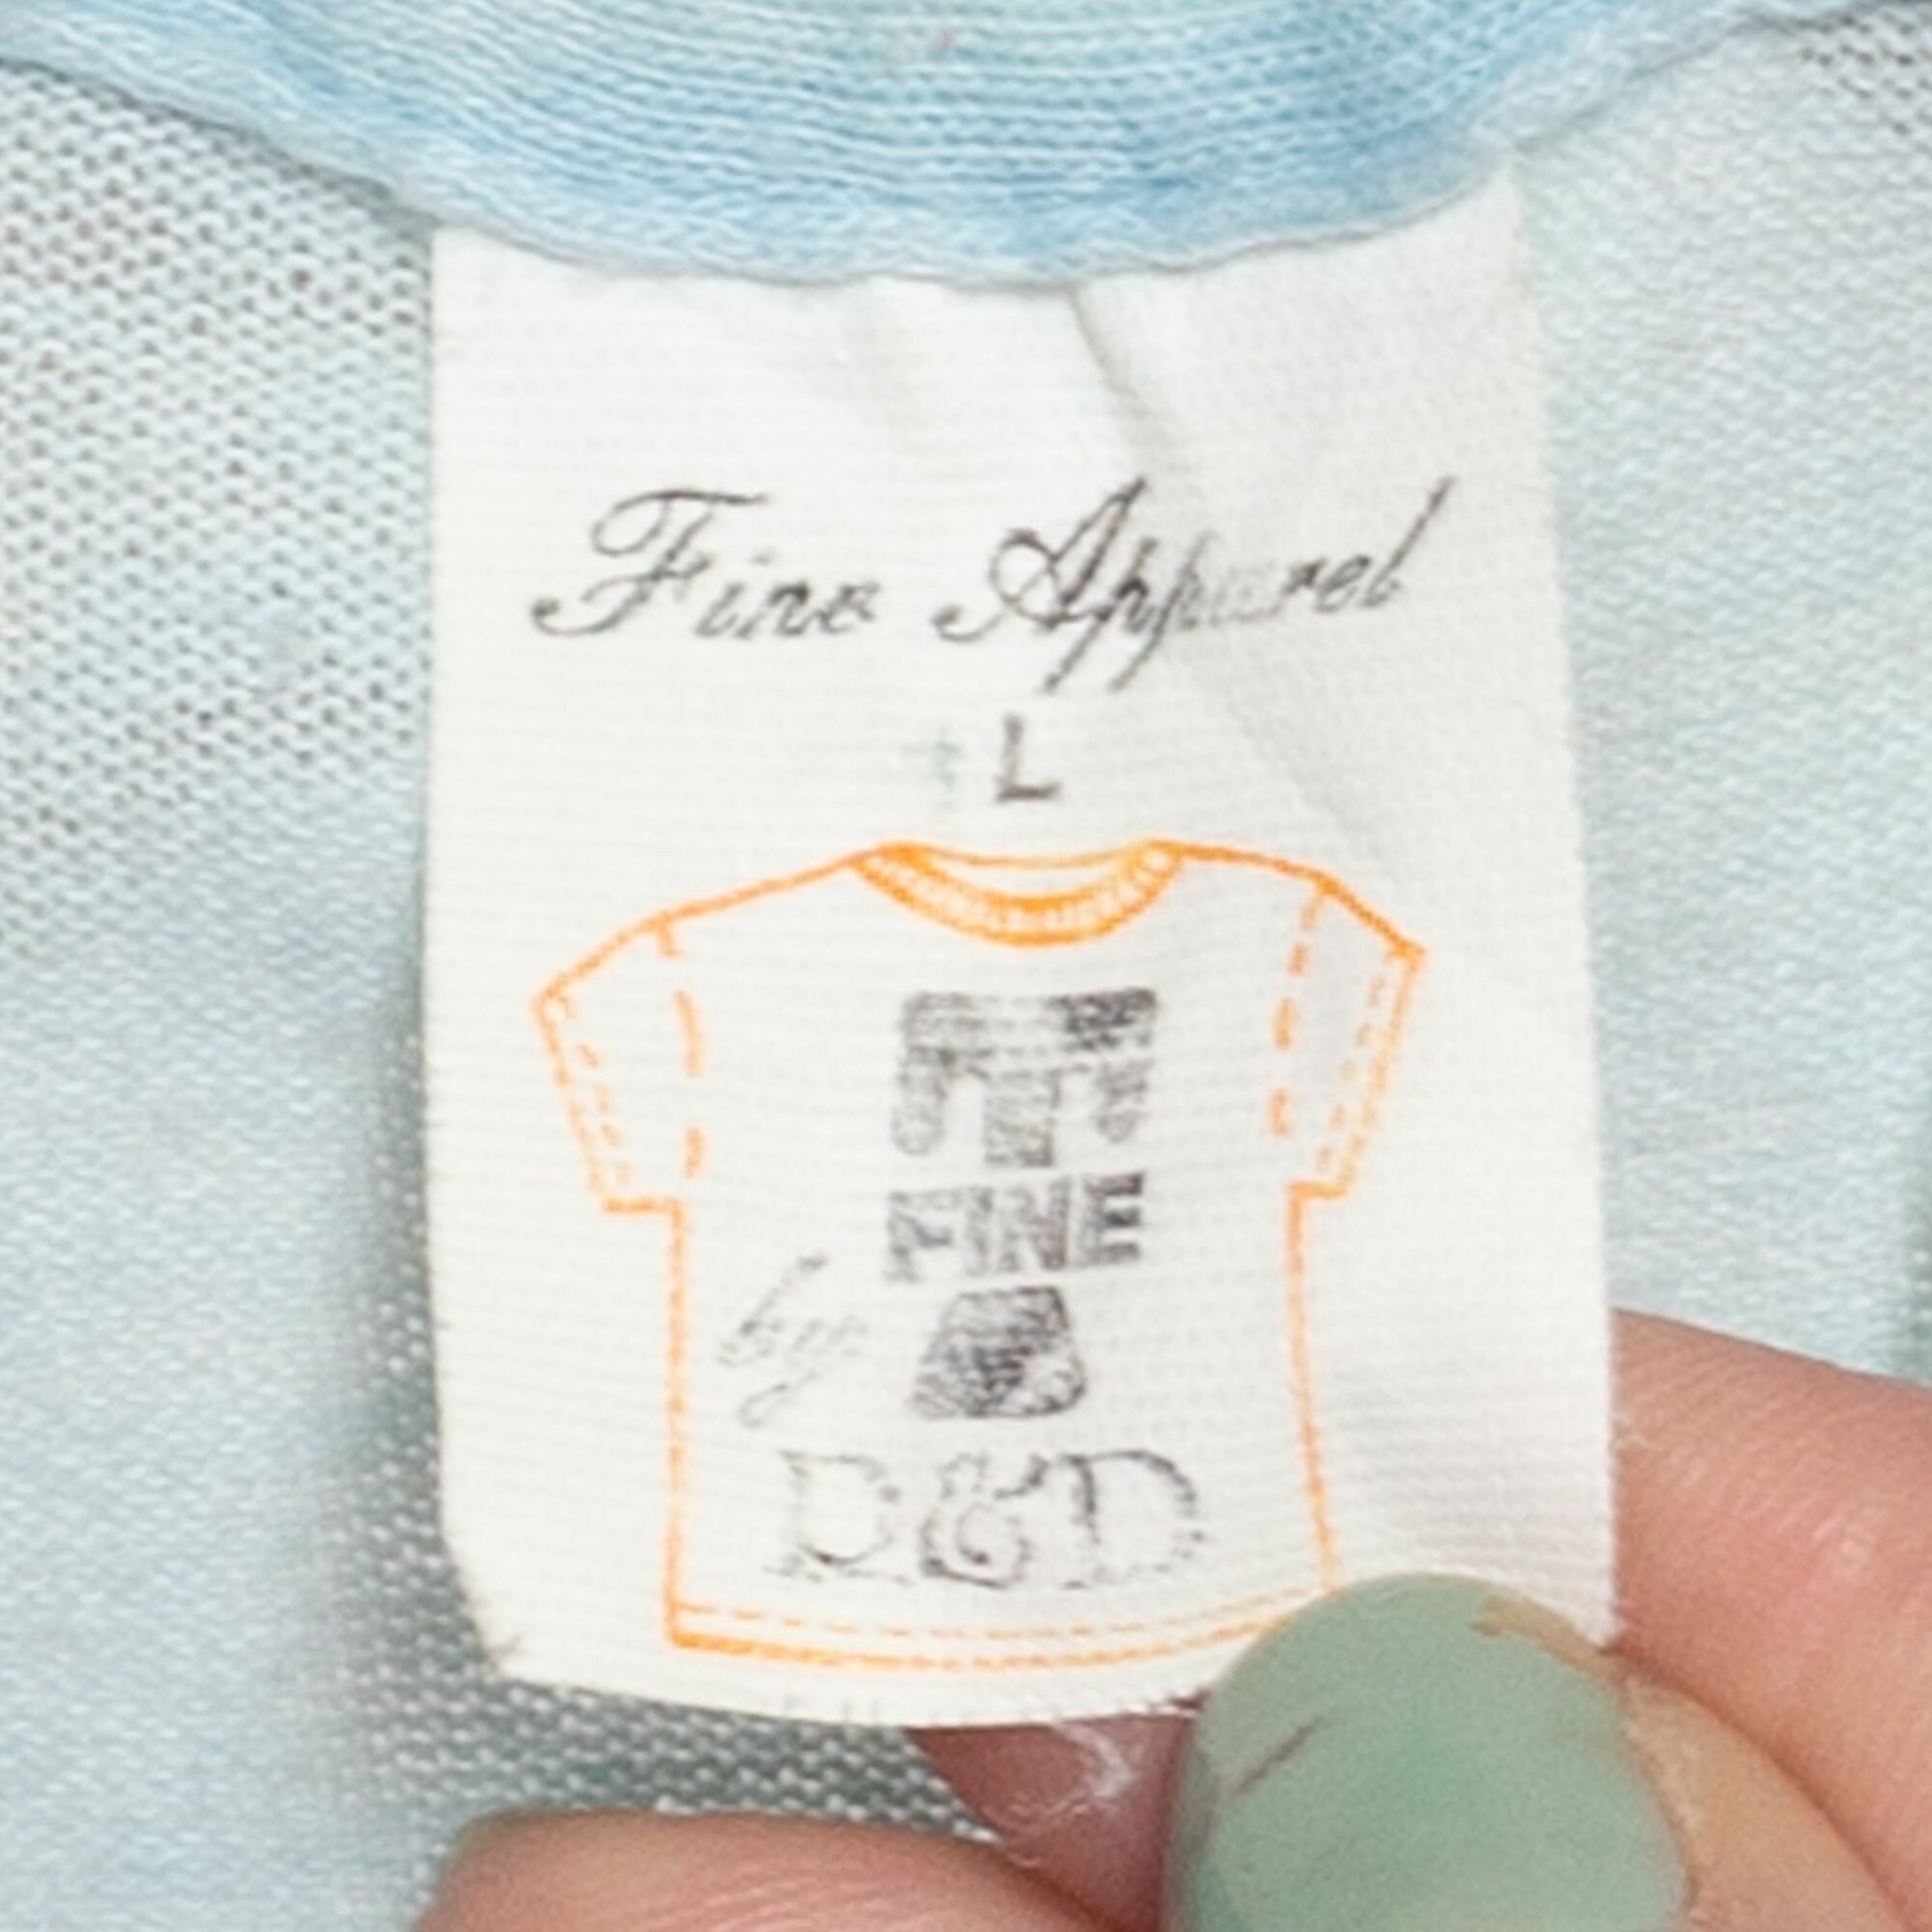 Fine Apparel
L
FINE
by
D&D